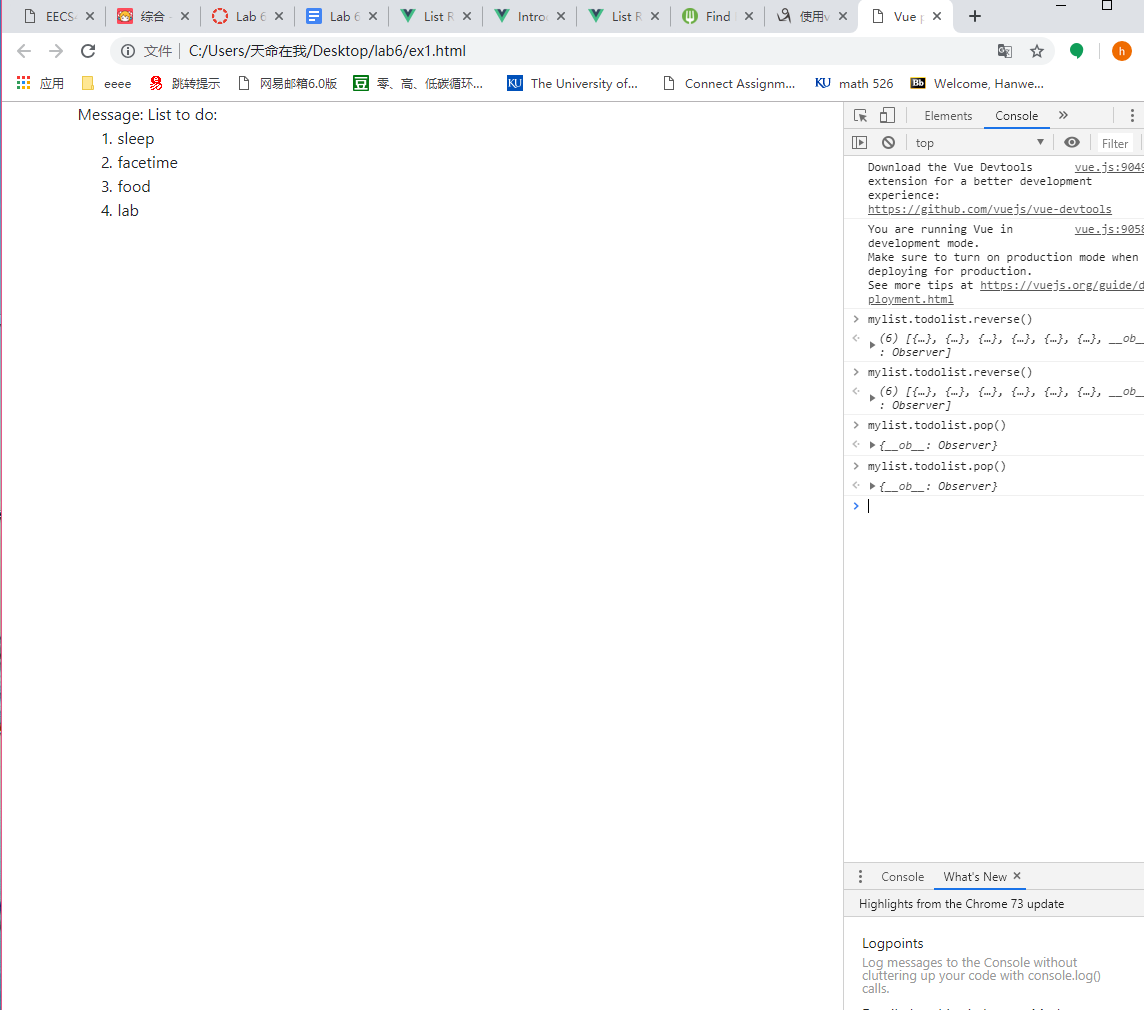 EECS
综合
Lab 6
Lab 6
List R
Introd
List R
Find
使用v
Vue p
文件 C:/Users/天命在我/Desktop/lab6/ex1.html
h
应用 eeee 跳转提示 网易邮箱6.0版 零、高、低碳循环... KU The University of... Connect Assignm... KU math 526 Bb Welcome, Hanwe...
Message: List to do:
1. sleep
2. facetime
3. food
4. lab
Elements Console
top Filter
Download the Vue Devtools vue.js:9049
extension for a better development
experience:
https://github.com/vuejs/vue-devtools
You are running Vue in vue.js:9058
development mode.
Make sure to turn on production mode when
deploying for production.
See more tips at https://vuejs.org/guide/d
ployment.html
mylist.todolist.reverse()
(6) [{…}, {…}, {…}, {…}, {…}, {…}, __ob__
: Observer]
mylist.todolist.reverse()
(6) [{…}, {…}, {…}, {…}, {…}, {…}, __ob__
: Observer]
mylist.todolist.pop()
{__ob__: Observer}
mylist.todolist.pop()
{__ob__: Observer}
Console What's New
Highlights from the Chrome 73 update
Logpoints
Log messages to the Console without
cluttering up your code with console.log()
calls.